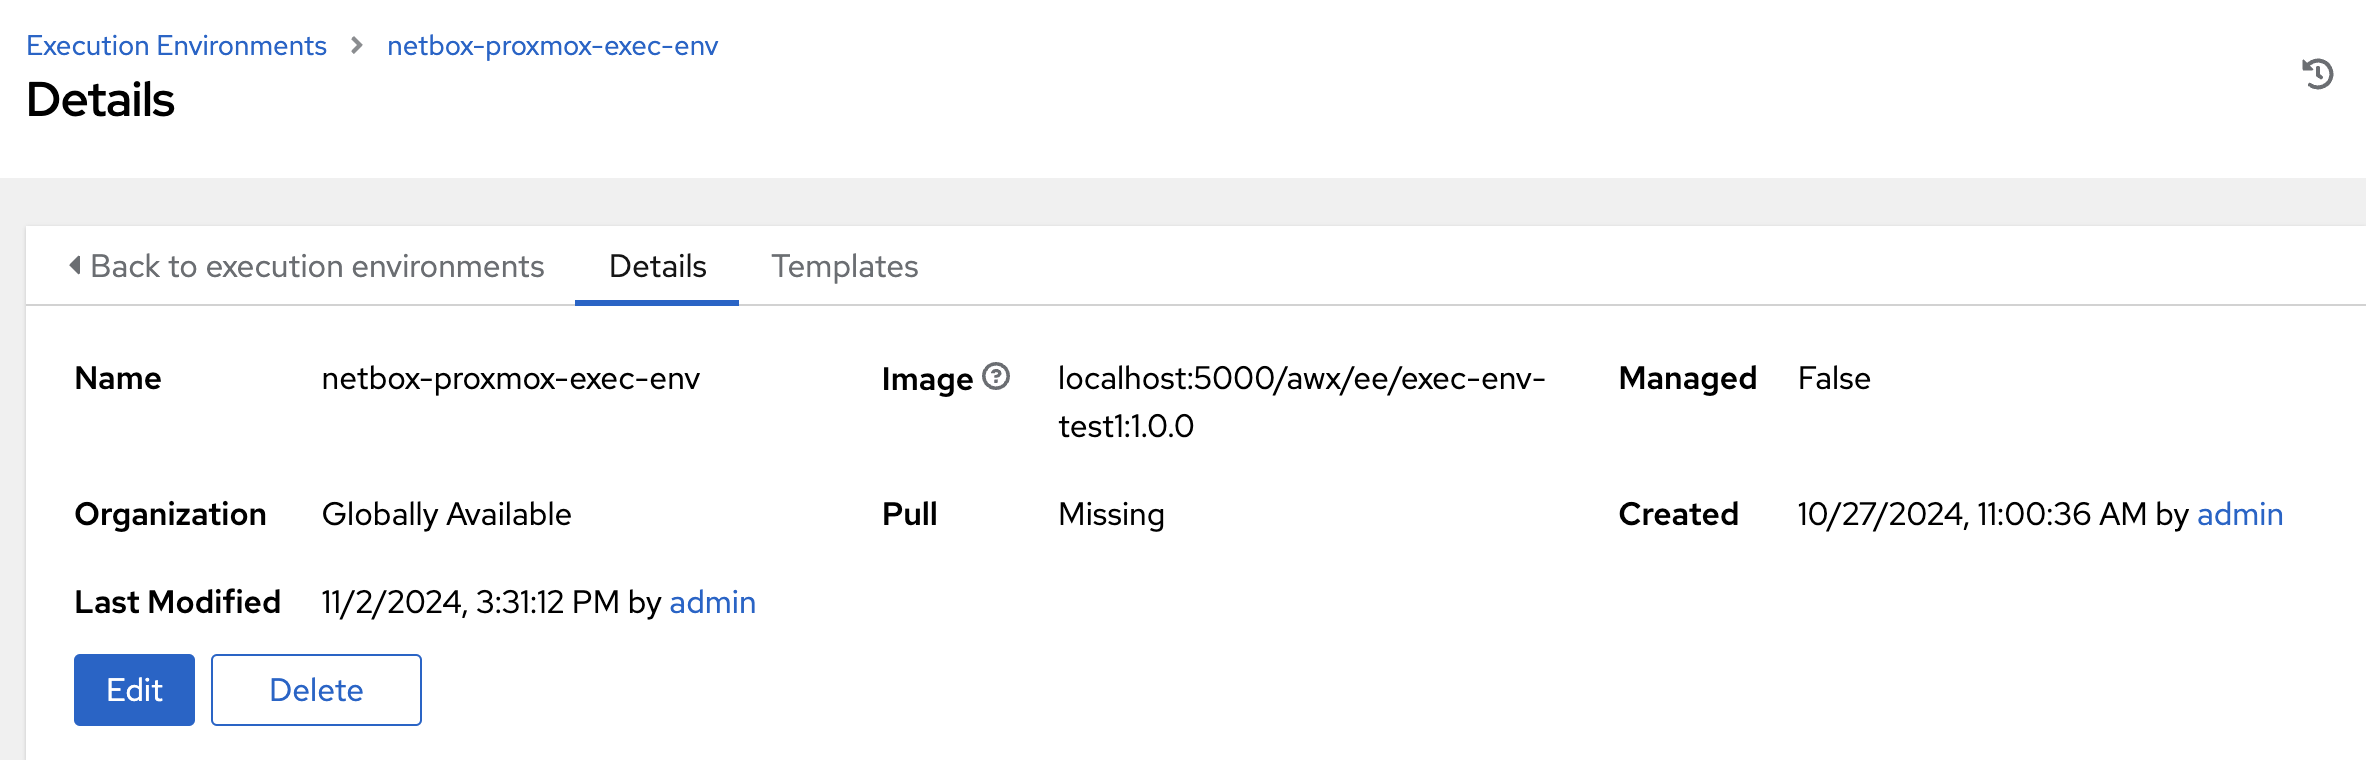 Execution Environments > netbox-proxmox-exec-env
Details
Back to execution environments Details Templates
Name netbox-proxmox-exec-env Image localhost:5000/awx/ee/exec-env- Managed False
test1:1.0.0
Organization Globally Available Pull Missing Created 10/27/2024, 11:00:36 AM by admin
Last Modified 11/2/2024, 3:31:12 PM by admin
Edit Delete